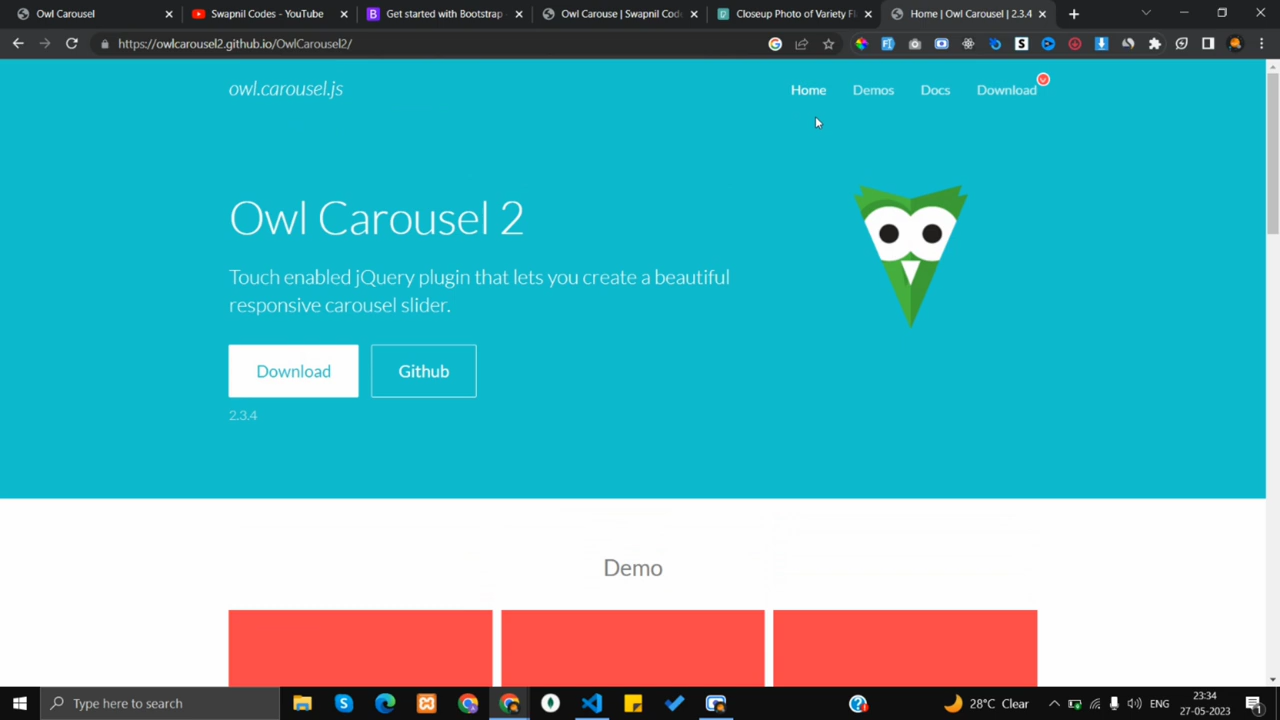 Owl Carousel
Swapnil Codes - YouTube
Get started with Bootstrap
Owl Carouse | Swapnil Code
Closeup Photo of Variety Fl
Home | Owl Carousel | 2.3.4
https://owlcarousel2.github.io/OwlCarousel2/
owl.carousel.js
Home
Demos
Docs
Download
Owl Carousel 2
Touch enabled jQuery plugin that lets you create a beautiful
responsive carousel slider.
Download
Github
2.3.4
Demo
Type here to search
28°C Clear
ENG
23:34
27-05-2023
1